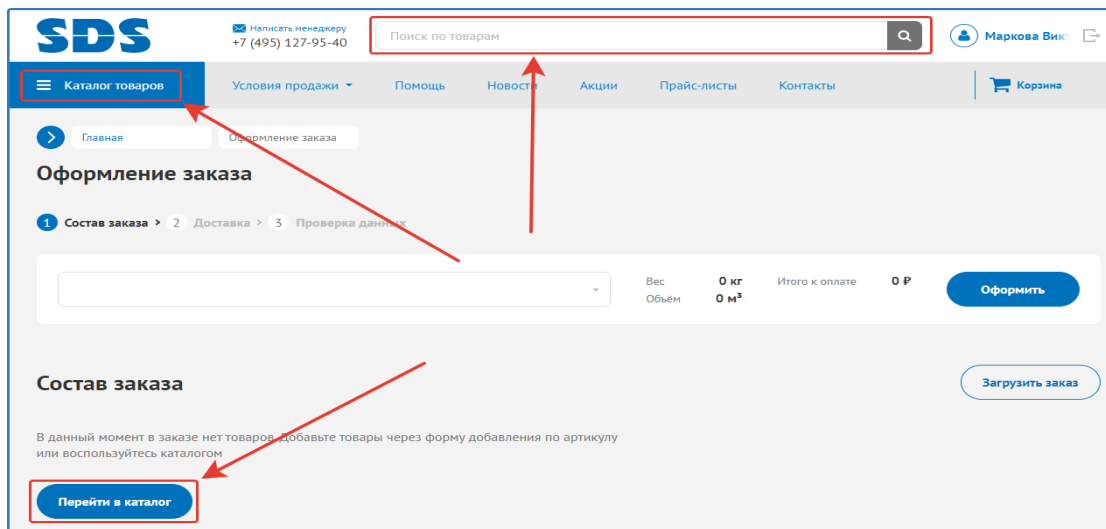 SDS
Написать менеджеру
+7 (495) 127-95-40
Поиск по товарам
Маркова
Каталог товаров
Условия продажи
Помощь
Новости
Акции
Прайс-листы
Контакты
Корзина
Главная
Оформление заказа
Оформление заказа
1 Состав заказа > 2 Доставка > 3 Проверка данных
Вес 0 кг Итого к оплате 0 ₽ Оформить
Объём 0 м³
Состав заказа
Загрузить заказ
В данный момент в заказе нет товаров. Добавьте товары через форму добавления по артикулу
или воспользуйтесь каталогом
Перейти в каталог